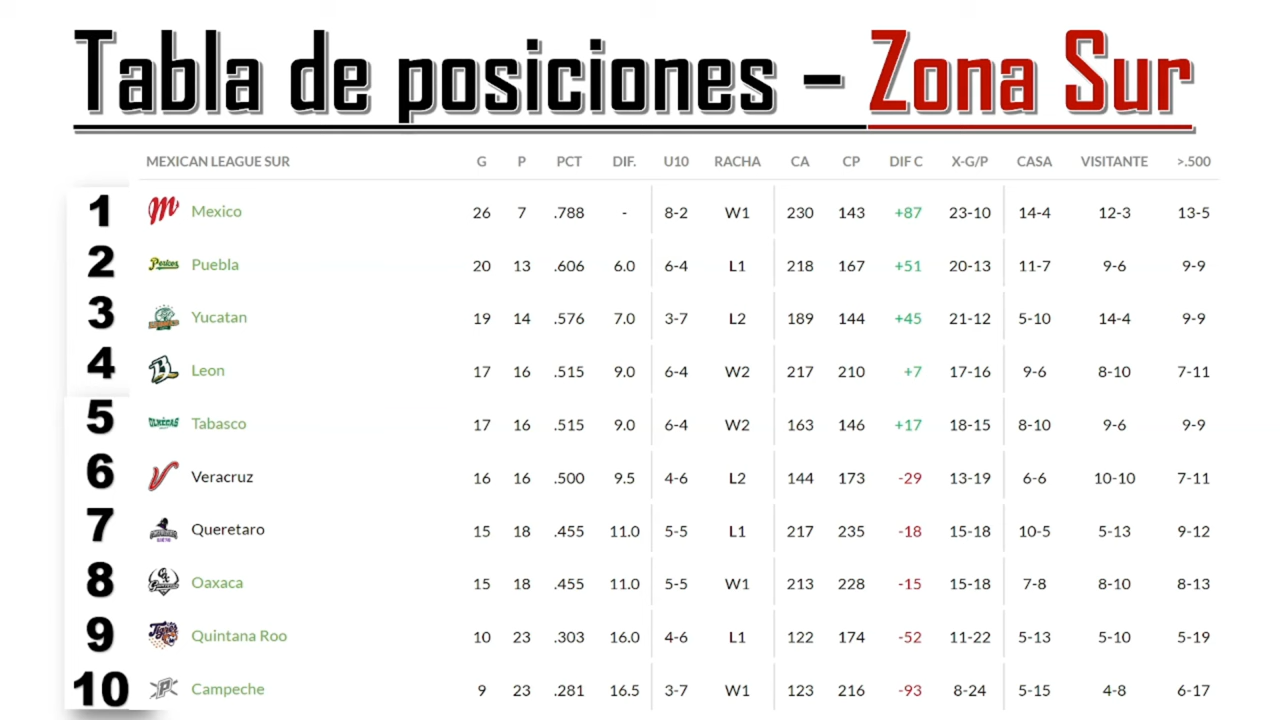 Tabla de posiciones – Zona Sur
MEXICAN LEAGUE SUR G P PCT DIF. U10 RACHA CA CP DIF C X-G/P CASA VISITANTE >.500
1 Mexico 26 7 .788 - 8-2 W1 230 143 +87 23-10 14-4 12-3 13-5
2 Puebla 20 13 .606 6.0 6-4 L1 218 167 +51 20-13 11-7 9-6 9-9
3 Yucatan 19 14 .576 7.0 3-7 L2 189 144 +45 21-12 5-10 14-4 9-9
4 Leon 17 16 .515 9.0 6-4 W2 217 210 +7 17-16 9-6 8-10 7-11
5 OLMECAS Tabasco 17 16 .515 9.0 6-4 W2 163 146 +17 18-15 8-10 9-6 9-9
6 Veracruz 16 16 .500 9.5 4-6 L2 144 173 -29 13-19 6-6 10-10 7-11
7 Queretaro 15 18 .455 11.0 5-5 L1 217 235 -18 15-18 10-5 5-13 9-12
8 Oaxaca 15 18 .455 11.0 5-5 W1 213 228 -15 15-18 7-8 8-10 8-13
9 Tigres Quintana Roo 10 23 .303 16.0 4-6 L1 122 174 -52 11-22 5-13 5-10 5-19
10 Campeche 9 23 .281 16.5 3-7 W1 123 216 -93 8-24 5-15 4-8 6-17